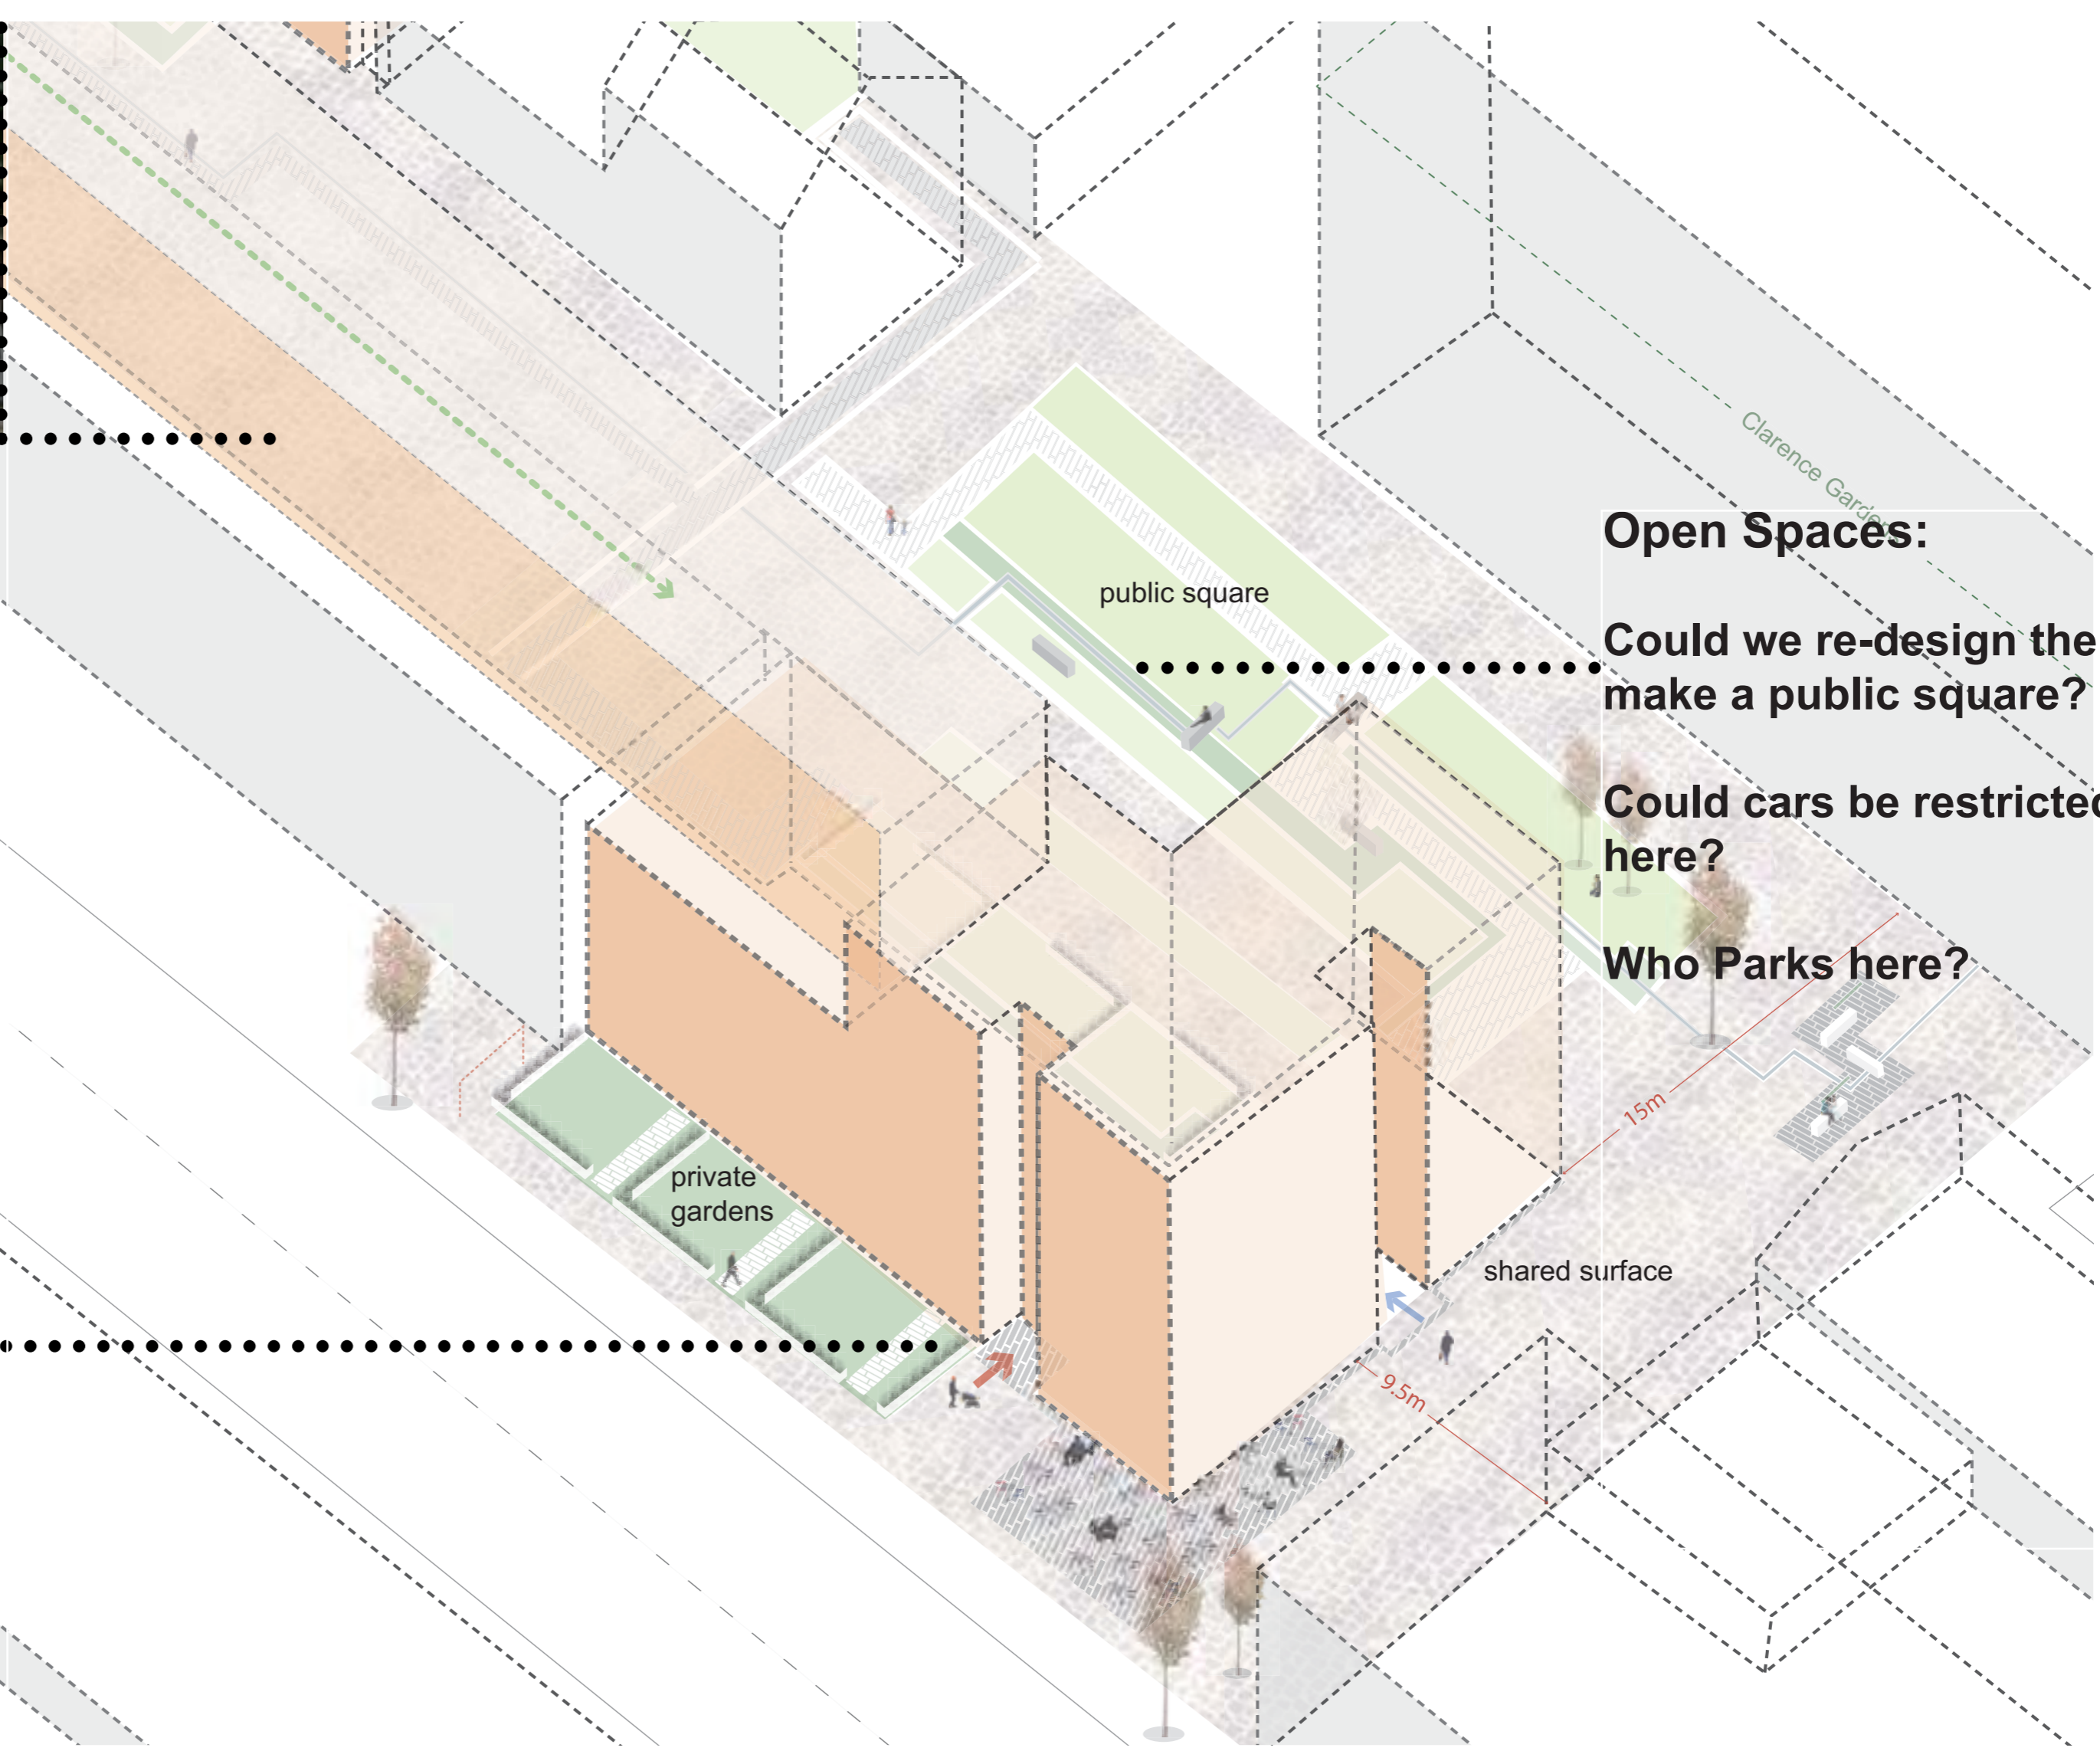 Clarence Gardens
Open Spaces:
public square
Could we re-design the
make a public square?
Could cars be restricted
here?
Who Parks here?
15m
private
gardens
shared surface
9.5m